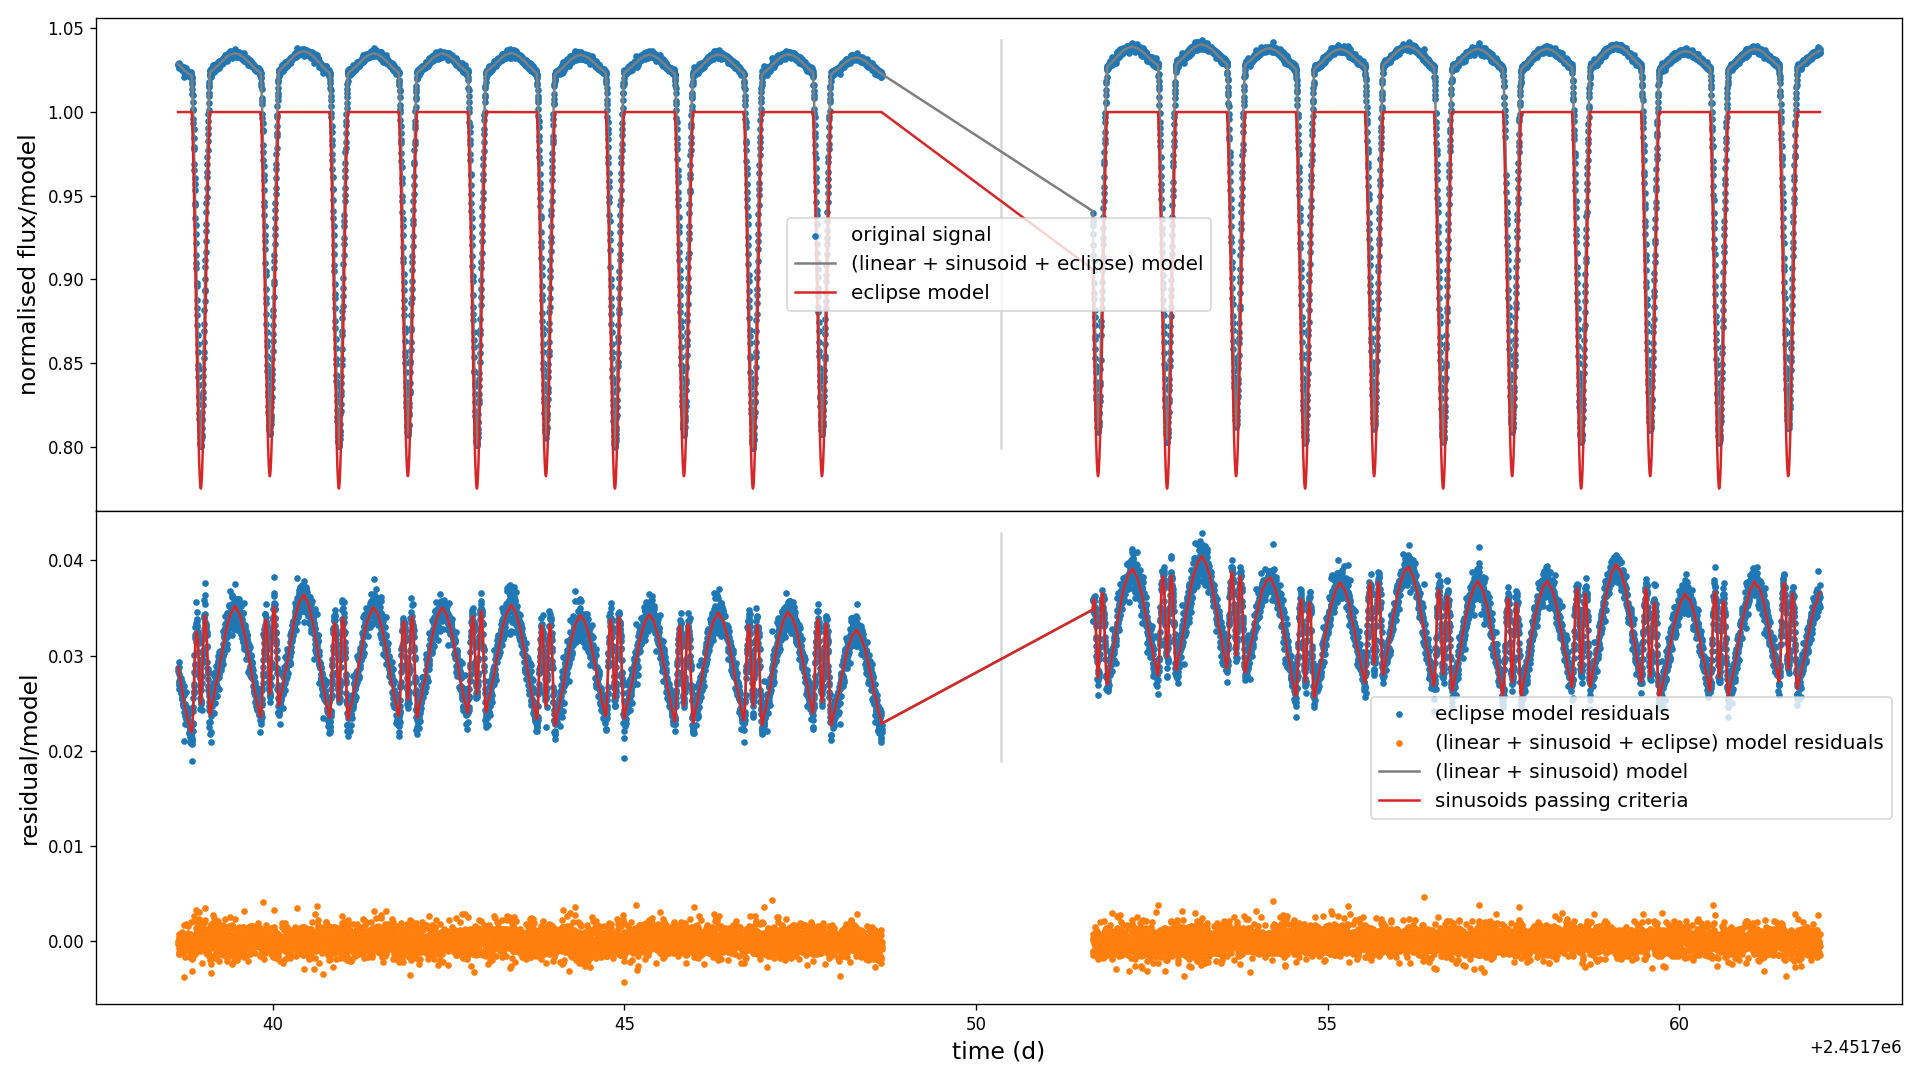 1.05
1.00
0.95
0.90
0.85
0.80
normalised flux/model
original signal
(linear + sinusoid + eclipse) model
eclipse model
0.04
0.03
0.02
0.01
0.00
residual/model
eclipse model residuals
(linear + sinusoid + eclipse) model residuals
(linear + sinusoid) model
sinusoids passing criteria
40 45 50 55 60
time (d)
+2.4517e6